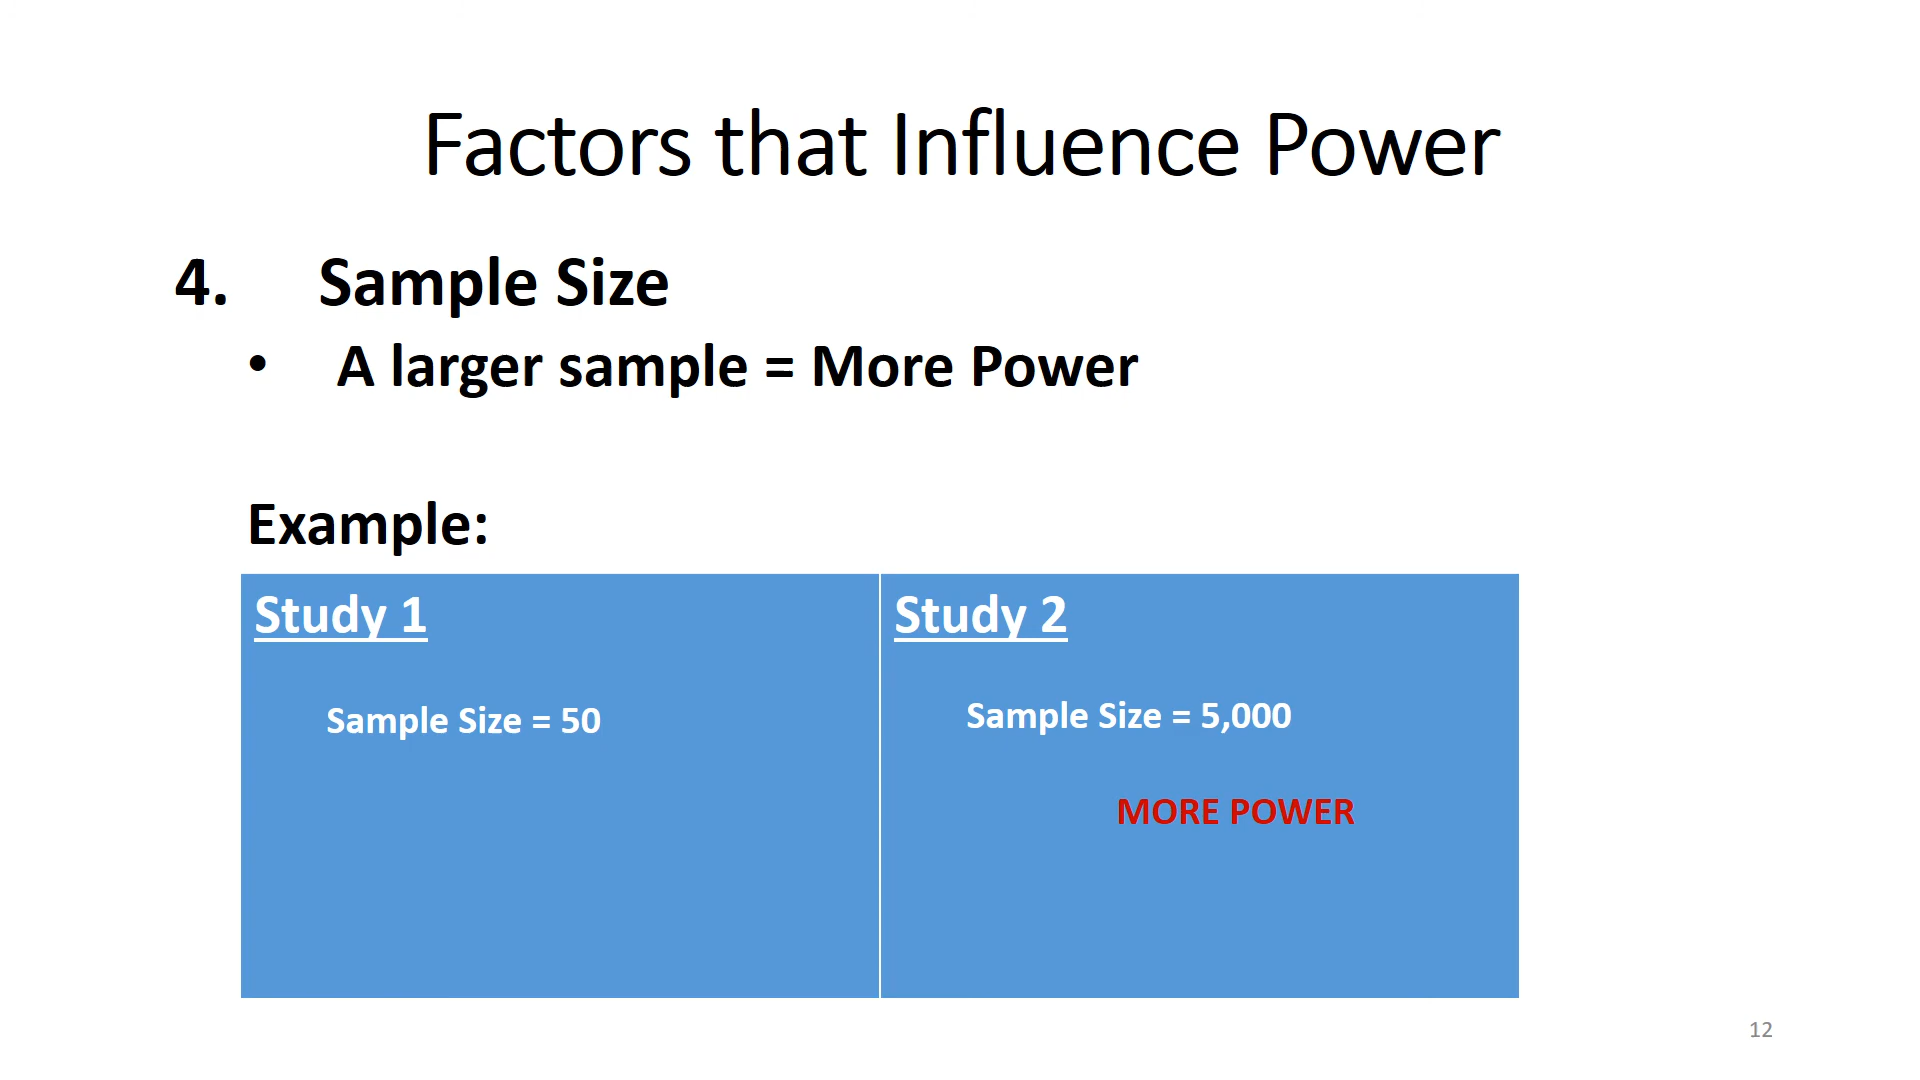 Factors that Influence Power
4. Sample Size
• A larger sample = More Power
Example:
Study 1
Sample Size = 50
Study 2
Sample Size = 5,000
MORE POWER
12